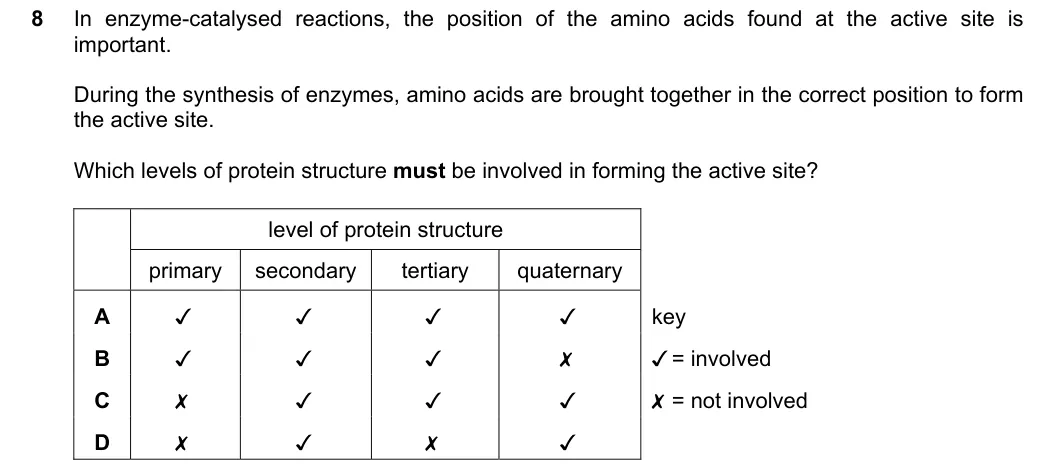 8 In enzyme-catalysed reactions, the position of the amino acids found at the active site is
important.
During the synthesis of enzymes, amino acids are brought together in the correct position to form
the active site.
Which levels of protein structure must be involved in forming the active site?
level of protein structure
primary secondary tertiary quaternary
A ✓ ✓ ✓ ✓ key
B ✓ ✓ ✓ ✗ ✓ = involved
C ✗ ✓ ✓ ✓ ✗ = not involved
D ✗ ✓ ✗ ✓